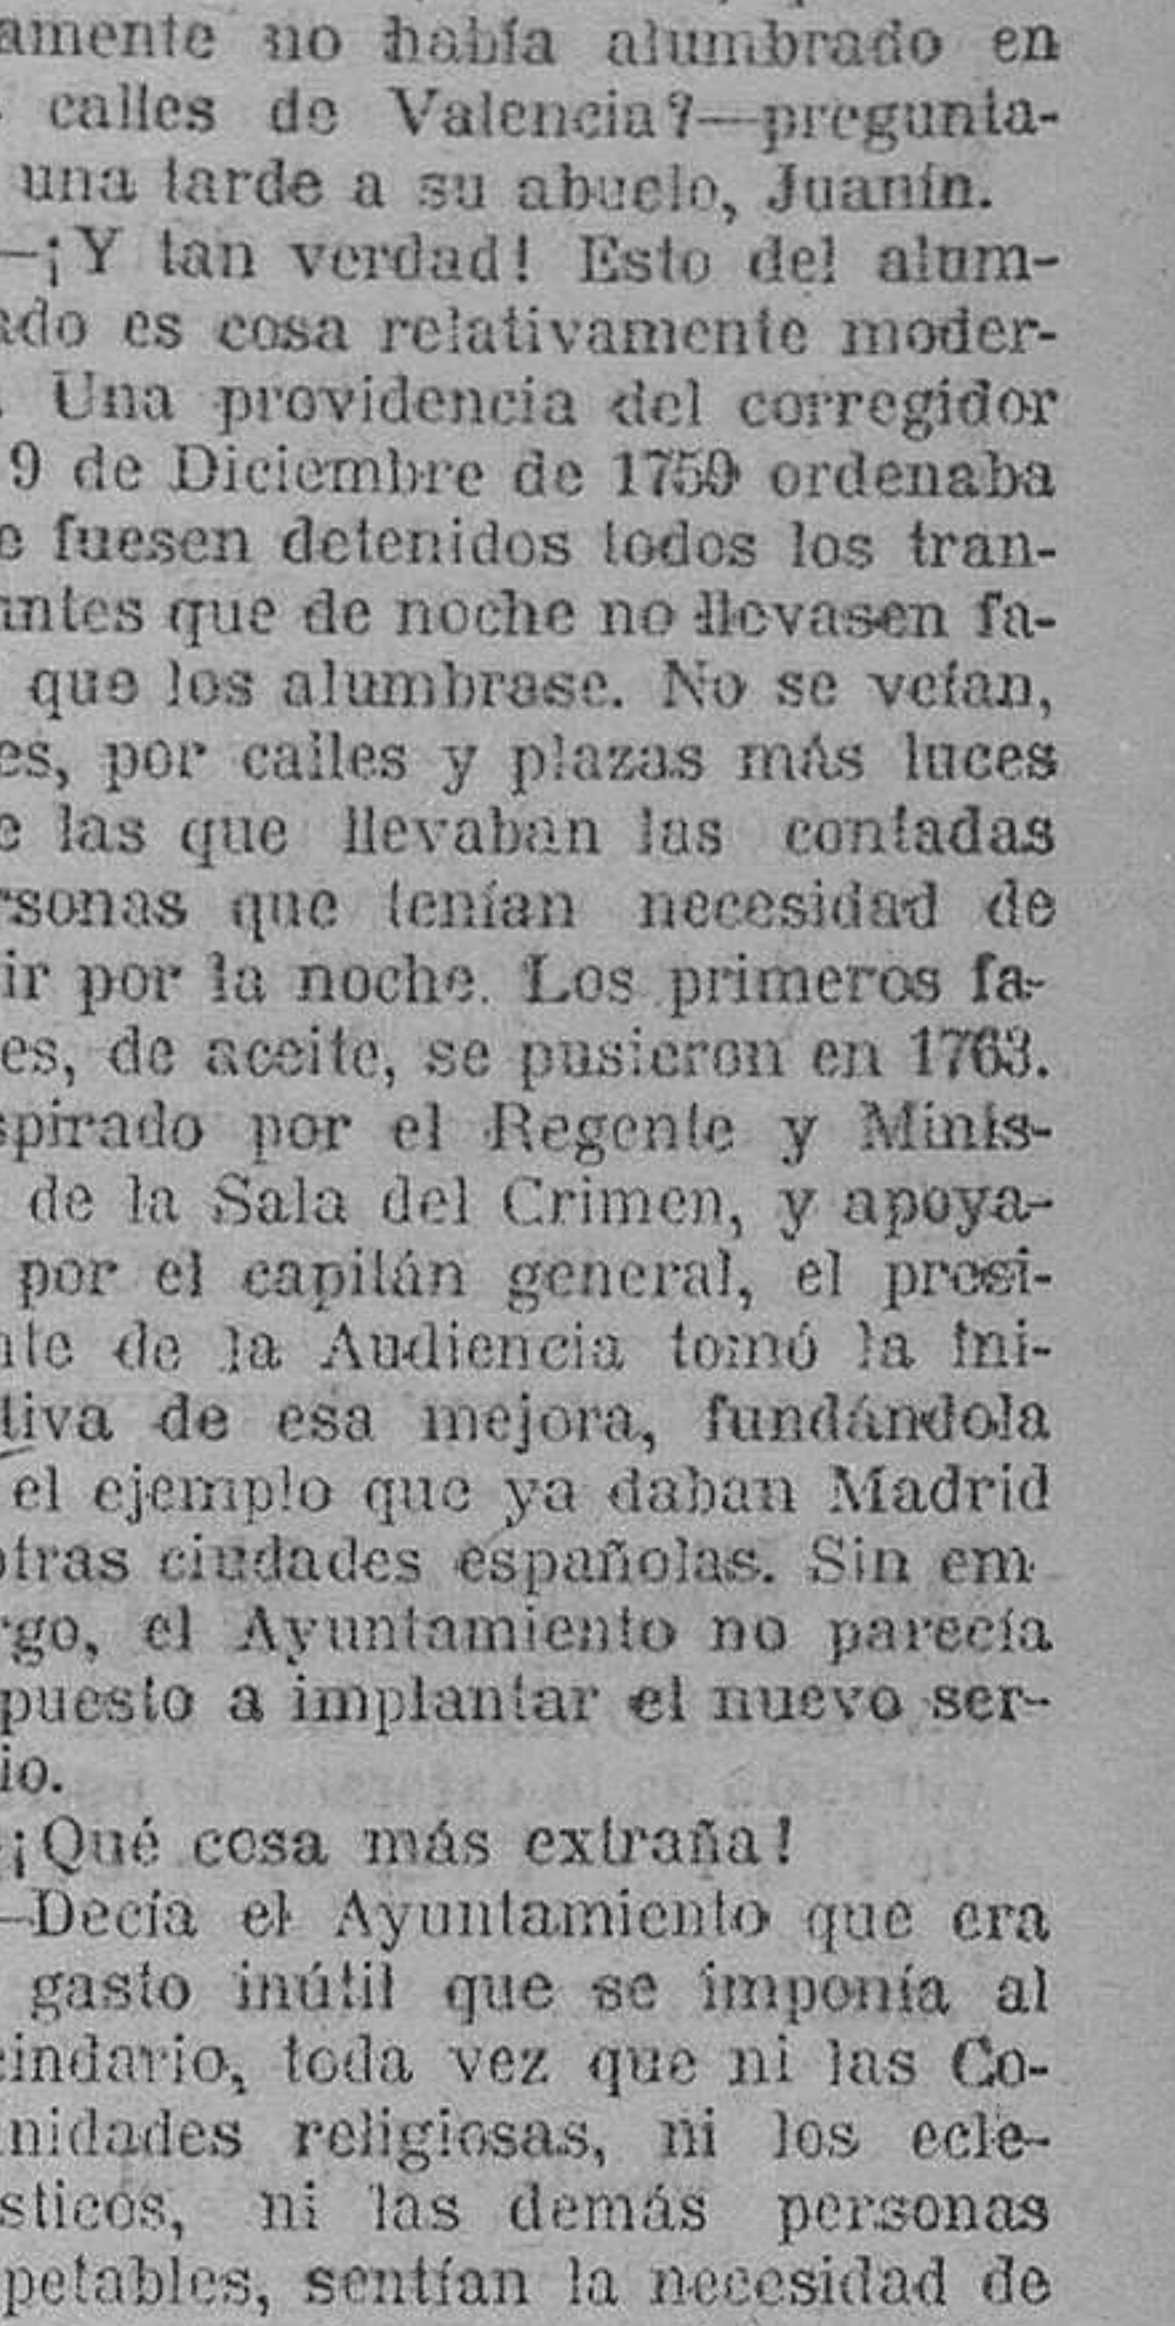 amente no había alumbrado en
calles de Valencia?—pregunta-
una tarde a su abuelo, Juanín.
—¡Y tan verdad! Esto del alum-
ado es cosa relativamente moder-
. Una providencia del corregidor
9 de Diciembre de 1759 ordenaba
e fuesen detenidos todos los tran-
antes que de noche no llevasen fa-
que los alumbrase. No se veían,
es, por calles y plazas más luces
e las que llevaban las contadas
rsonas que tenían necesidad de
ir por la noche. Los primeros fa-
es, de aceite, se pusieron en 1763.
spirado por el Regente y Minis-
de la Sala del Crimen, y apoya-
por el capitán general, el presi-
nte de la Audiencia tomó la ini-
tiva de esa mejora, fundándola
el ejemplo que ya daban Madrid
otras ciudades españolas. Sin em-
rgo, el Ayuntamiento no parecía
puesto a implantar el nuevo ser-
io.
¡Qué cosa más extraña!
—Decía el Ayuntamiento que era
gasto inútil que se imponía al
cindario, toda vez que ni las Co-
nidades religiosas, ni los ecle-
sticos, ni las demás personas
petables, sentían la necesidad de